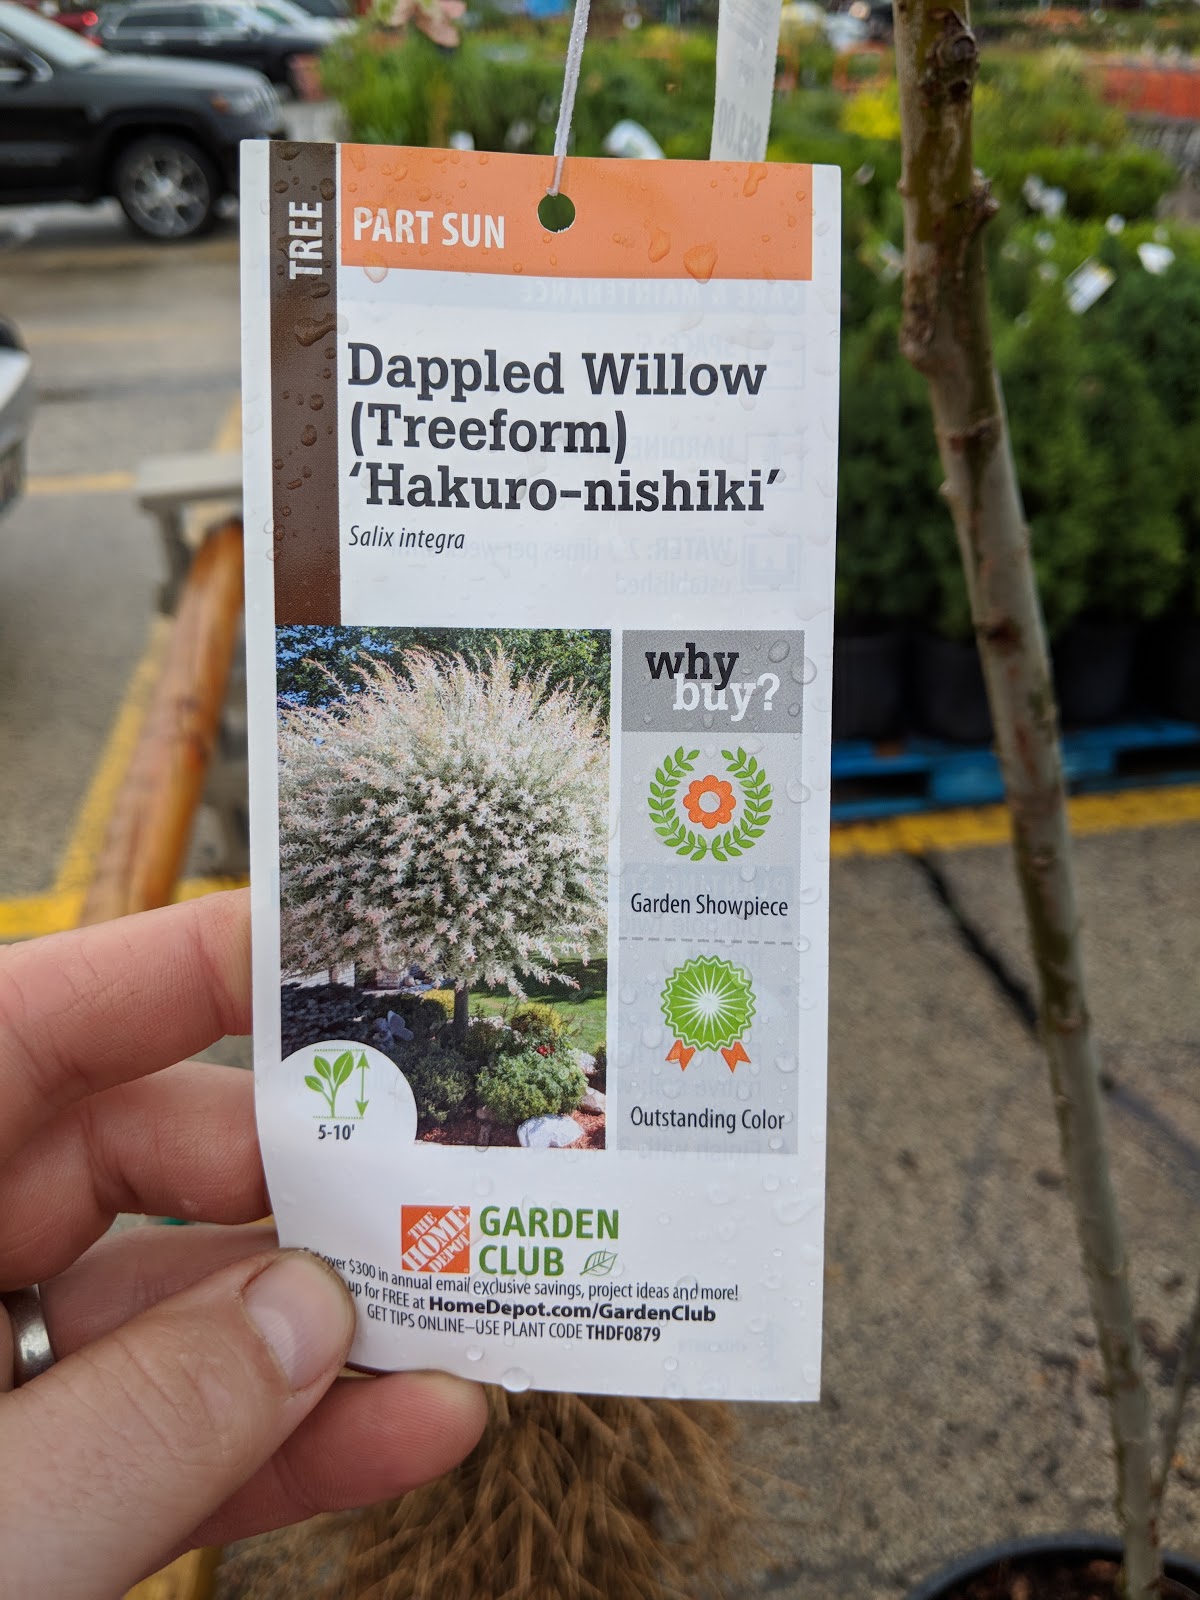 TREE
PART SUN
Dappled Willow
(Treeform)
‘Hakuro-nishiki’
Salix integra
why
buy?
Garden Showpiece
Outstanding Color
5-10'
THE
HOME
DEPOT
GARDEN
CLUB
over $300 in annual email exclusive savings, project ideas and more!
up for FREE at HomeDepot.com/GardenClub
GET TIPS ONLINE–USE PLANT CODE THDF0879